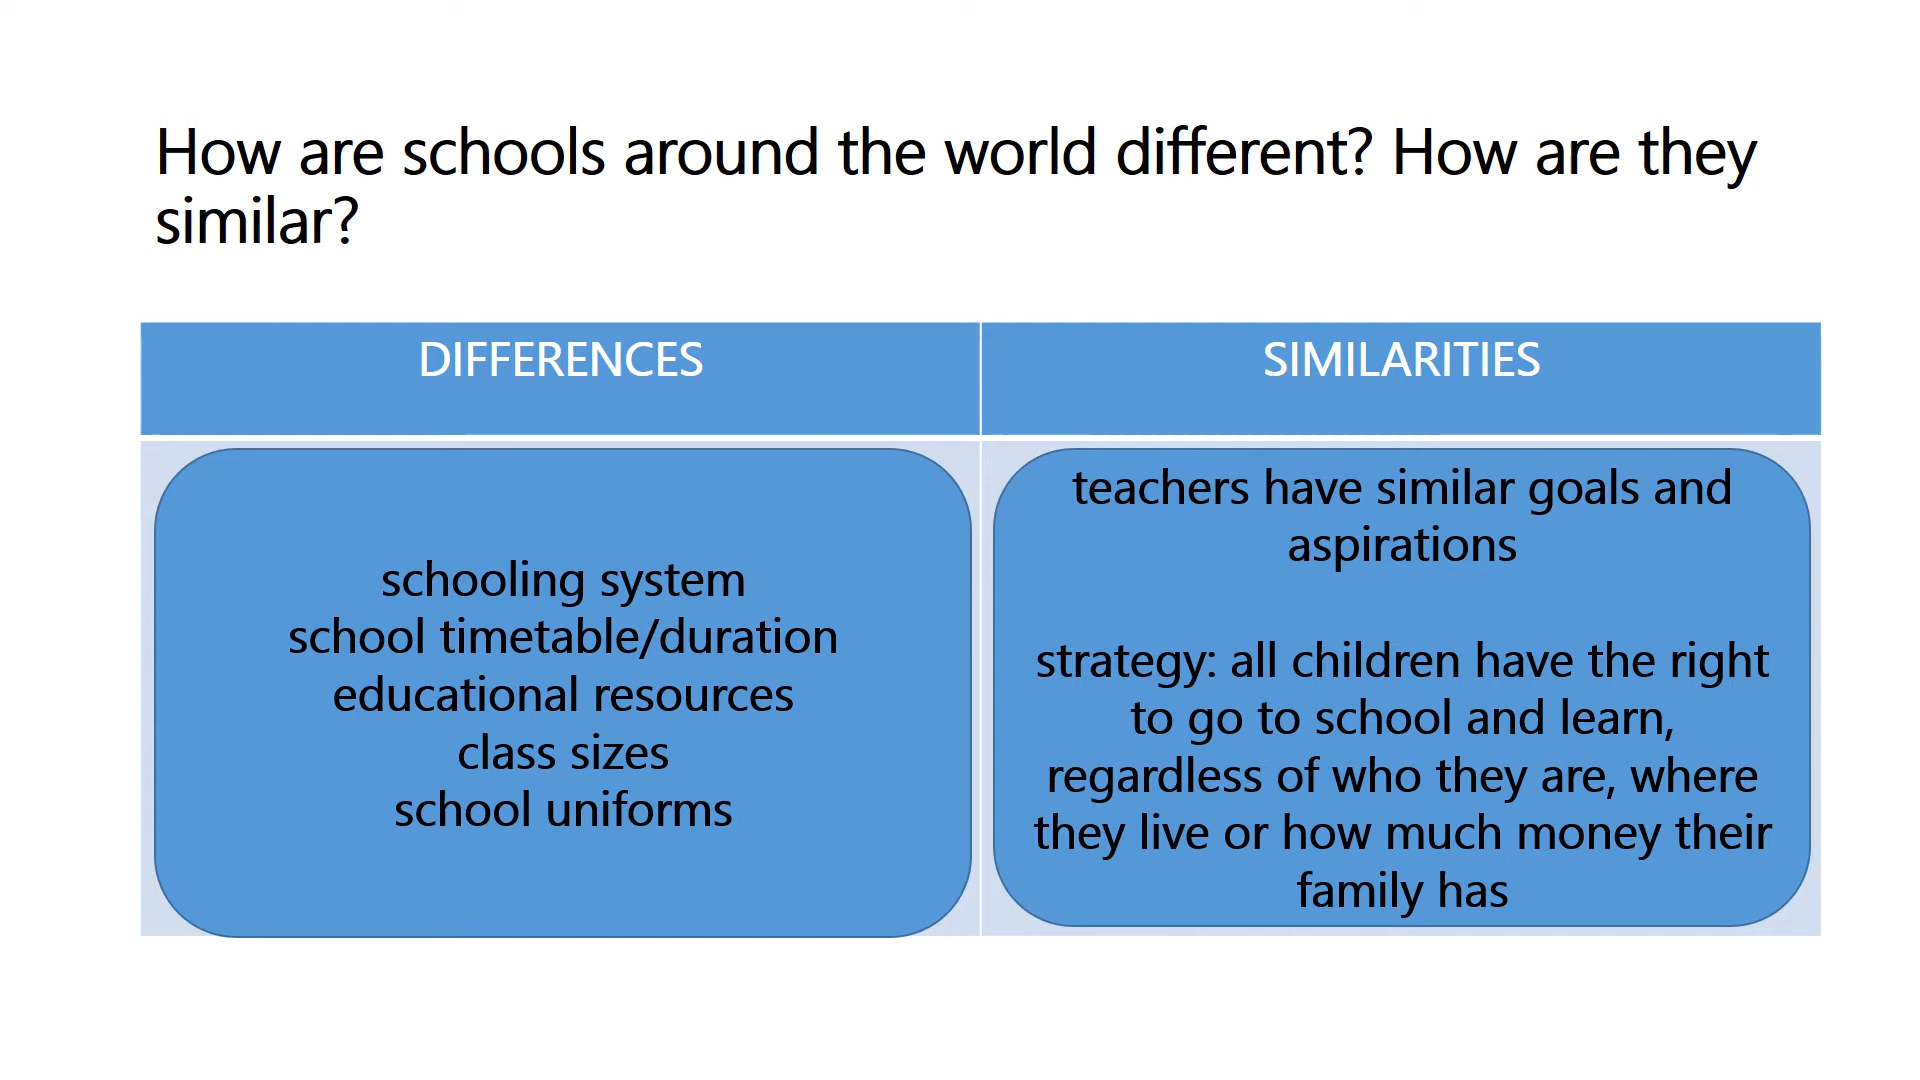 How are schools around the world different? How are they
similar?
DIFFERENCES
schooling system
school timetable/duration
educational resources
class sizes
school uniforms
SIMILARITIES
teachers have similar goals and
aspirations
strategy: all children have the right
to go to school and learn,
regardless of who they are, where
they live or how much money their
family has